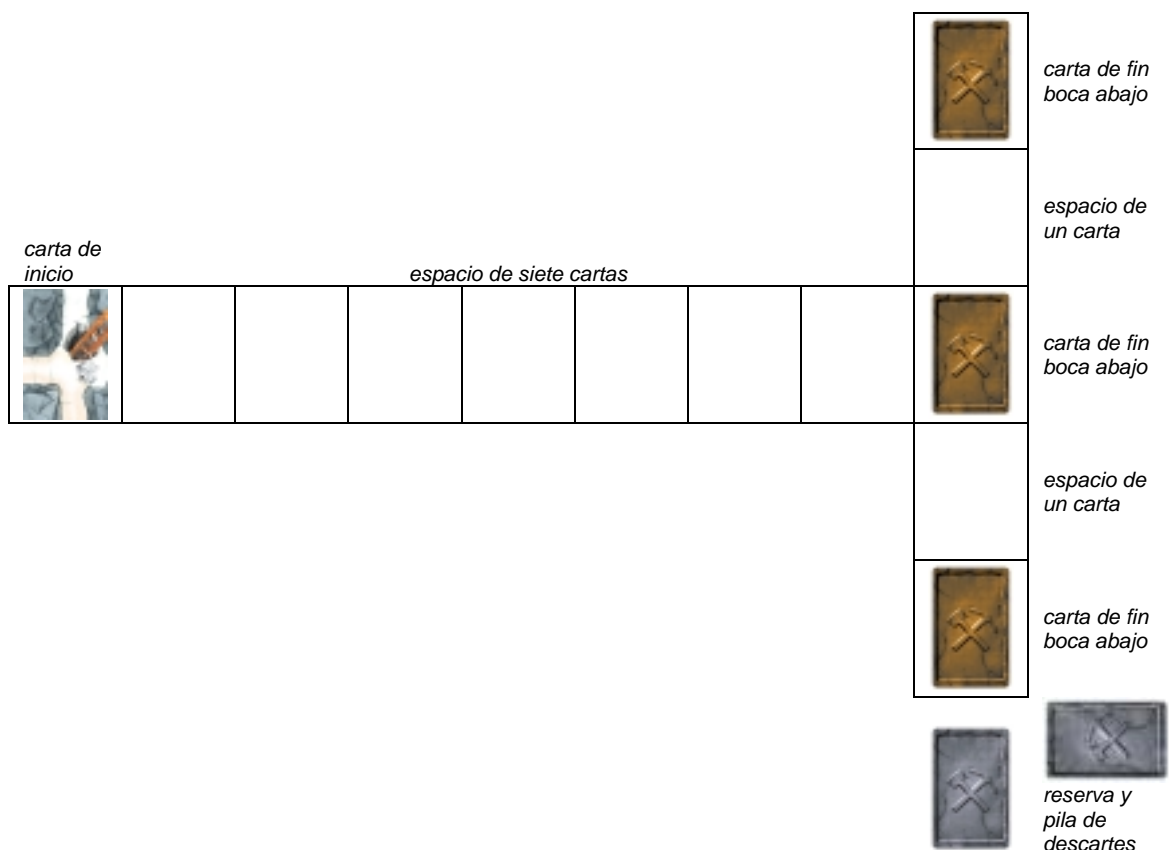 carta de fin
boca abajo
espacio de
un carta
carta de
inicio
espacio de siete cartas
carta de fin
boca abajo
espacio de
un carta
carta de fin
boca abajo
reserva y
pila de
descartes